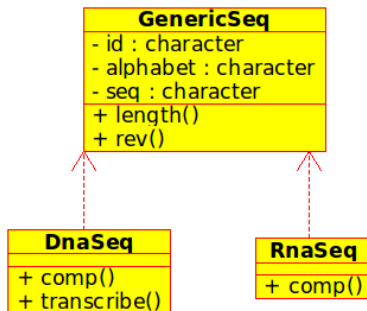 GenericSeq
- id : character
- alphabet : character
- seq : character
+ length()
+ rev()
DnaSeq
+ comp()
+ transcribe()
RnaSeq
+ comp()